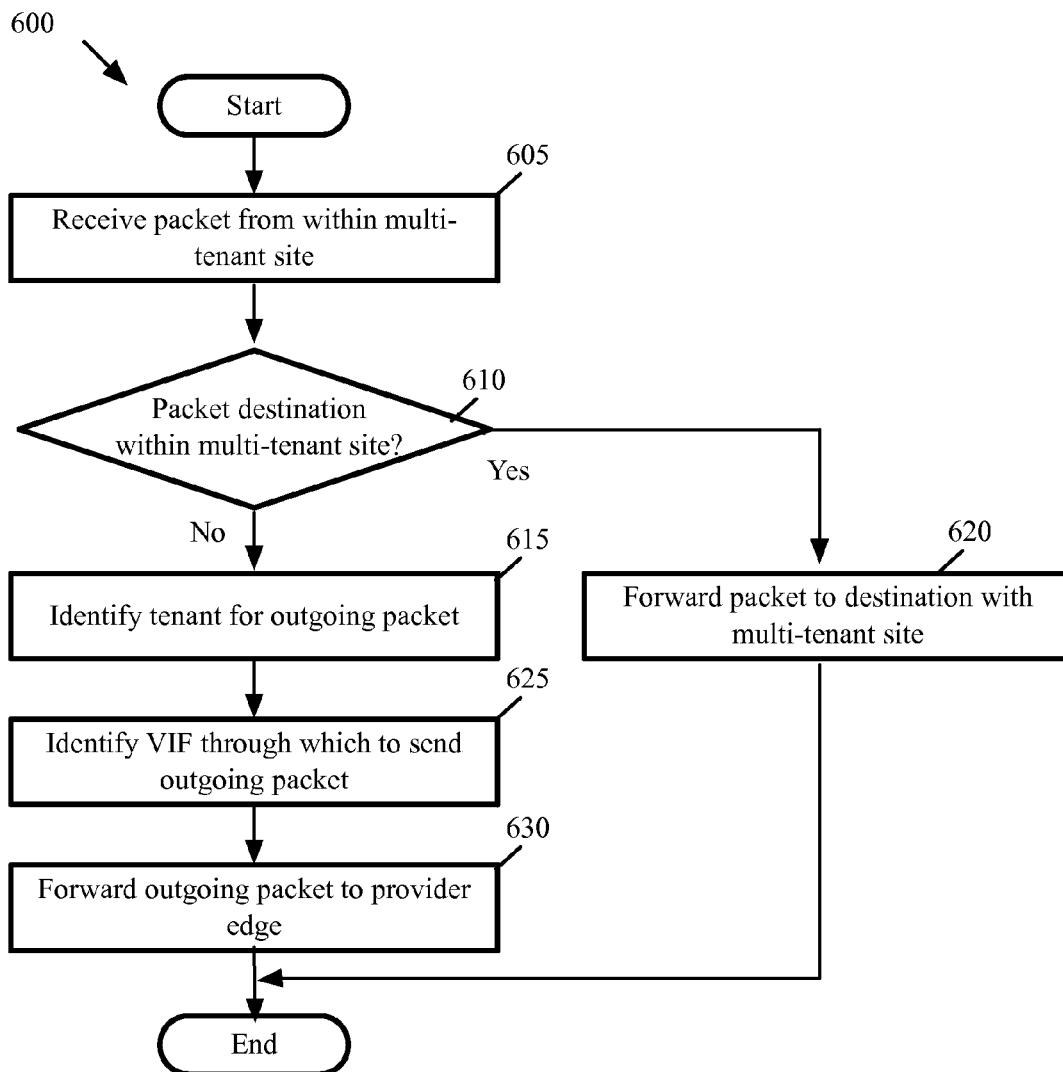 600
Start
605
Receive packet from within multi-
tenant site
610
Packet destination
within multi-tenant site?
Yes
No
615
Identify tenant for outgoing packet
620
Forward packet to destination with
multi-tenant site
625
Identify VIF through which to send
outgoing packet
630
Forward outgoing packet to provider
edge
End